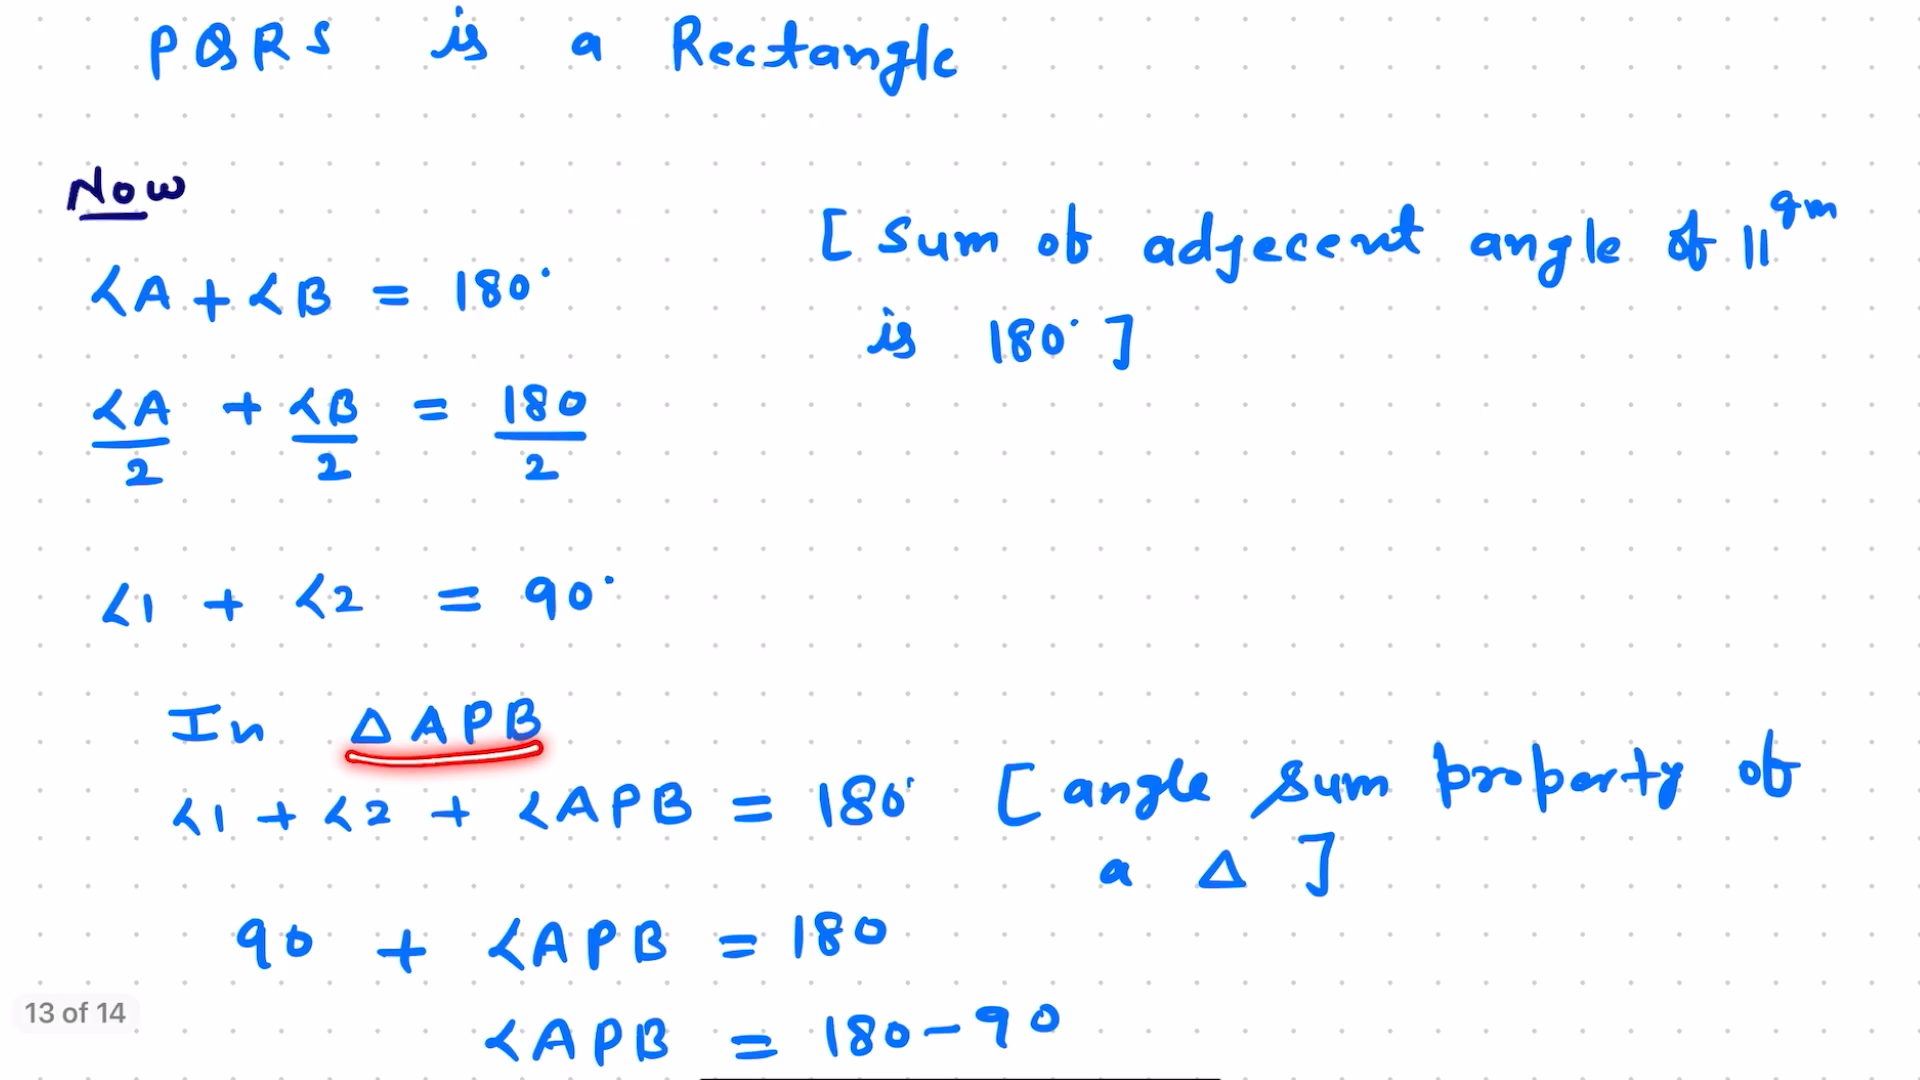 PQRS is a Rectangle
Now
∠A + ∠B = 180° [ Sum of adjecent angle of ||gm
is 180° ]
∠A/2 + ∠B/2 = 180/2
∠1 + ∠2 = 90°
In Δ APB
∠1 + ∠2 + ∠APB = 180° [ angle sum property of
a Δ ]
90 + ∠APB = 180
13 of 14
∠APB = 180 - 90